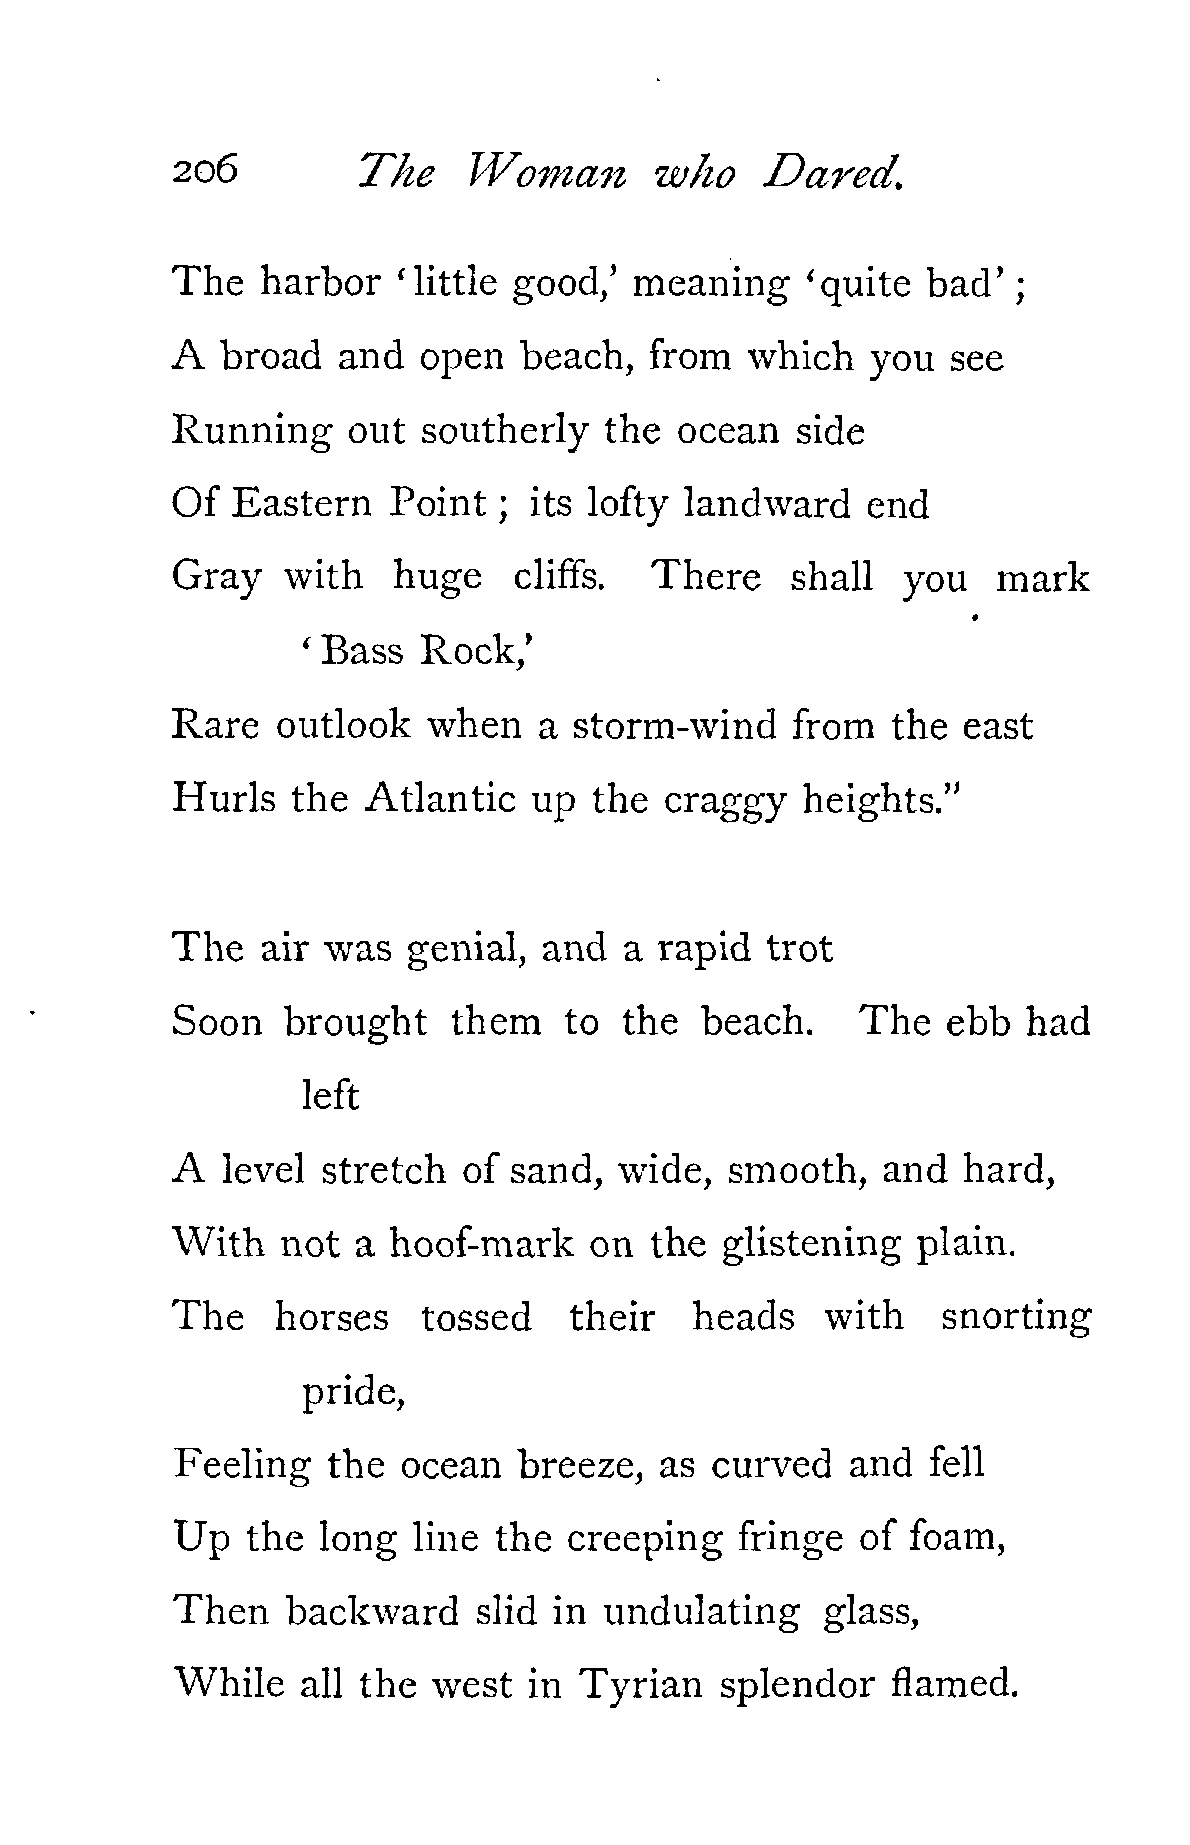 206 The Woman who Dared.
The harbor ‘little good,’ meaning ‘quite bad’ ;
A broad and open beach, from which you see
Running out southerly the ocean side
Of Eastern Point ; its lofty landward end
Gray with huge cliffs. There shall you mark
‘Bass Rock,’
Rare outlook when a storm-wind from the east
Hurls the Atlantic up the craggy heights.”
The air was genial, and a rapid trot
Soon brought them to the beach. The ebb had
left
A level stretch of sand, wide, smooth, and hard,
With not a hoof-mark on the glistening plain.
The horses tossed their heads with snorting
pride,
Feeling the ocean breeze, as curved and fell
Up the long line the creeping fringe of foam,
Then backward slid in undulating glass,
While all the west in Tyrian splendor flamed.